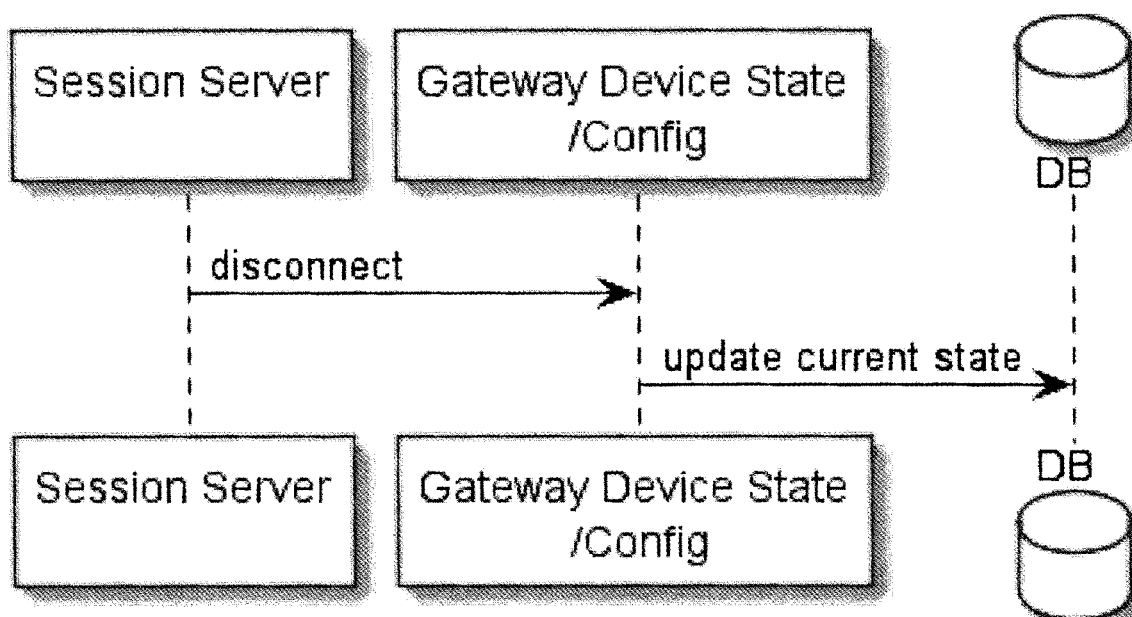 Session Server
Gateway Device State
/Config
DB
disconnect
update current state
Session Server
Gateway Device State
/Config
DB